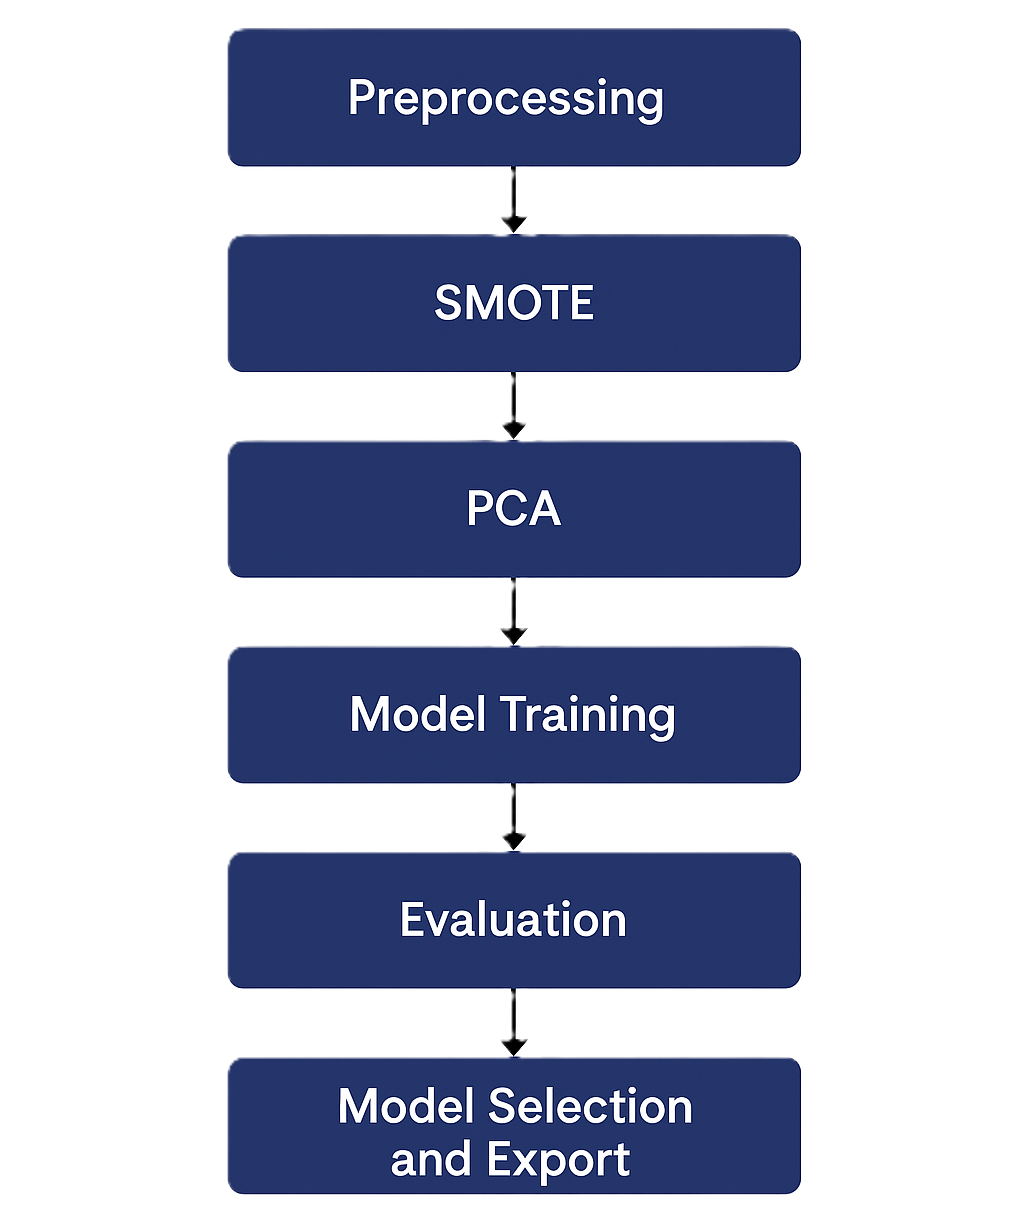 Preprocessing
SMOTE
PCA
Model Training
Evaluation
Model Selection
and Export